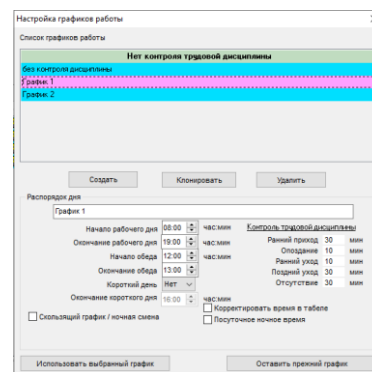 Настройка графиков работы
Список графиков работы
Нет контроля трудовой дисциплины
без контроля дисциплины
График 1
График 2
Создать Клонировать Удалить
Распорядок дня
График 1
Начало рабочего дня 08:00 час:мин Контроль трудовой дисциплины
Окончание рабочего дня 19:00 час:мин Ранний приход 30 мин
Начало обеда 12:00 час:мин Опоздание 10 мин
Окончание обеда 13:00 Ранний уход 10 мин
Короткий день Нет Поздний уход 30 мин
Окончание короткого дня 16:00 час:мин Отсутствие 30 мин
Корректировать время в табеле
Скользящий график / ночная смена Посуточное ночное время
Использовать выбранный график Оставить прежний график